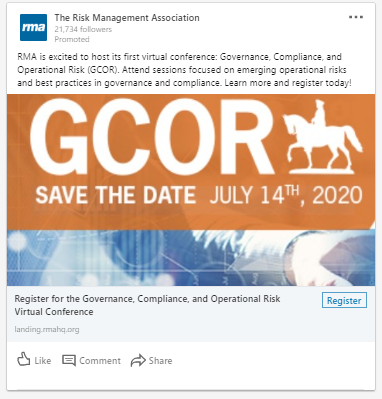 rma
The Risk Management Association
21,734 followers
Promoted
RMA is excited to host its first virtual conference: Governance, Compliance, and
Operational Risk (GCOR). Attend sessions focused on emerging operational risks
and best practices in governance and compliance. Learn more and register today!
GCOR
SAVE THE DATE JULY 14TH, 2020
Register for the Governance, Compliance, and Operational Risk
Virtual Conference
Register
landing.rmahq.org
Like Comment Share